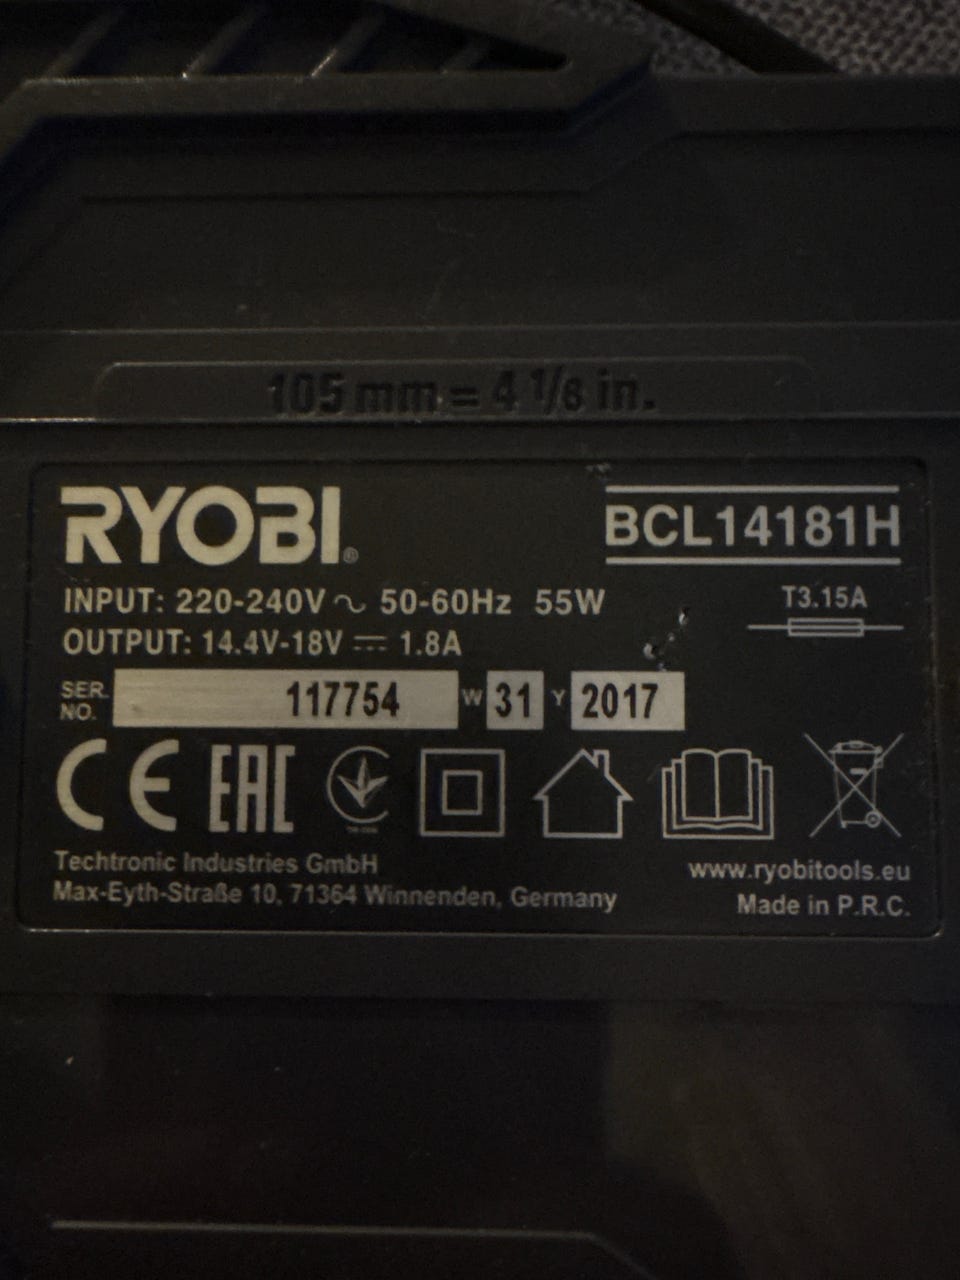 105 mm = 4 1/8 in.
RYOBI®
BCL14181H
INPUT: 220-240V ~ 50-60Hz 55W
T3.15A
OUTPUT: 14.4V-18V ⎓ 1.8A
SER. NO. 117754 W 31 Y 2017
CE EAC
Techtronic Industries GmbH
Max-Eyth-Straße 10, 71364 Winnenden, Germany
www.ryobitools.eu
Made in P.R.C.